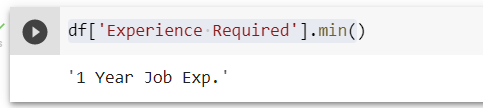 df['Experience Required'].min()
'1 Year Job Exp.'